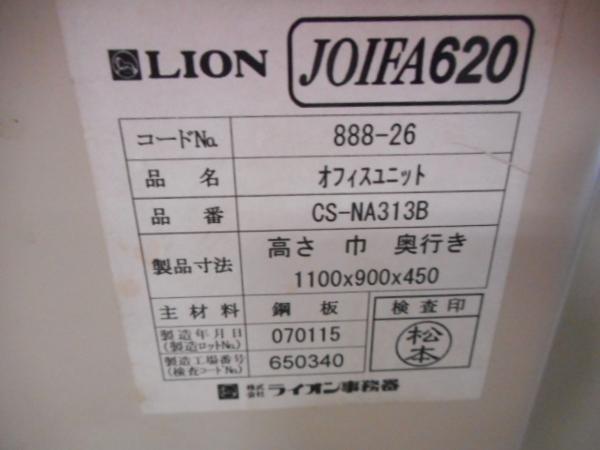 LION JOIFA620
コードNo. 888-26
品名 オフィスユニット
品番 CS-NA313B
製品寸法 高さ 巾 奥行き
1100x900x450
主材料 鋼板 検査印
製造年月日 070115
(製造ロットNo.)
松本
製造工場番号 650340
(検査コードNo.)
株式会社 ライオン事務器